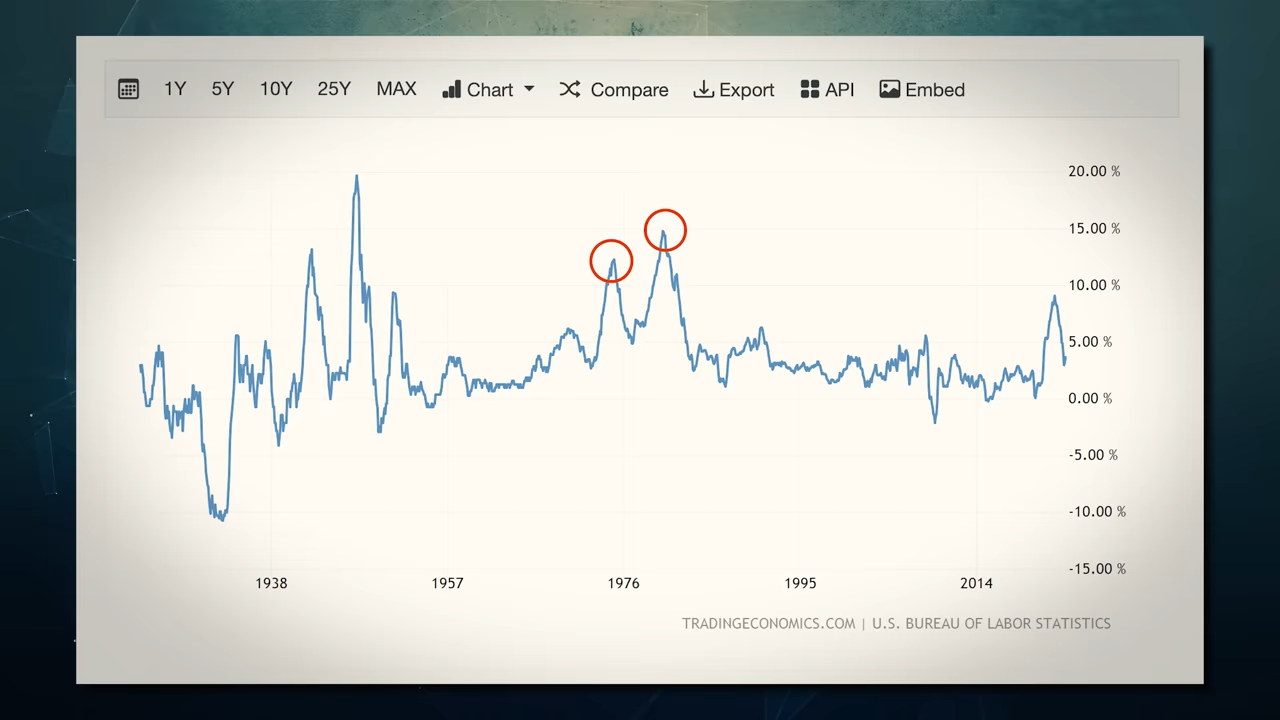 1Y 5Y 10Y 25Y MAX Chart Compare Export API Embed
20.00 %
15.00 %
10.00 %
5.00 %
0.00 %
-5.00 %
-10.00 %
-15.00 %
1938 1957 1976 1995 2014
TRADINGECONOMICS.COM | U.S. BUREAU OF LABOR STATISTICS